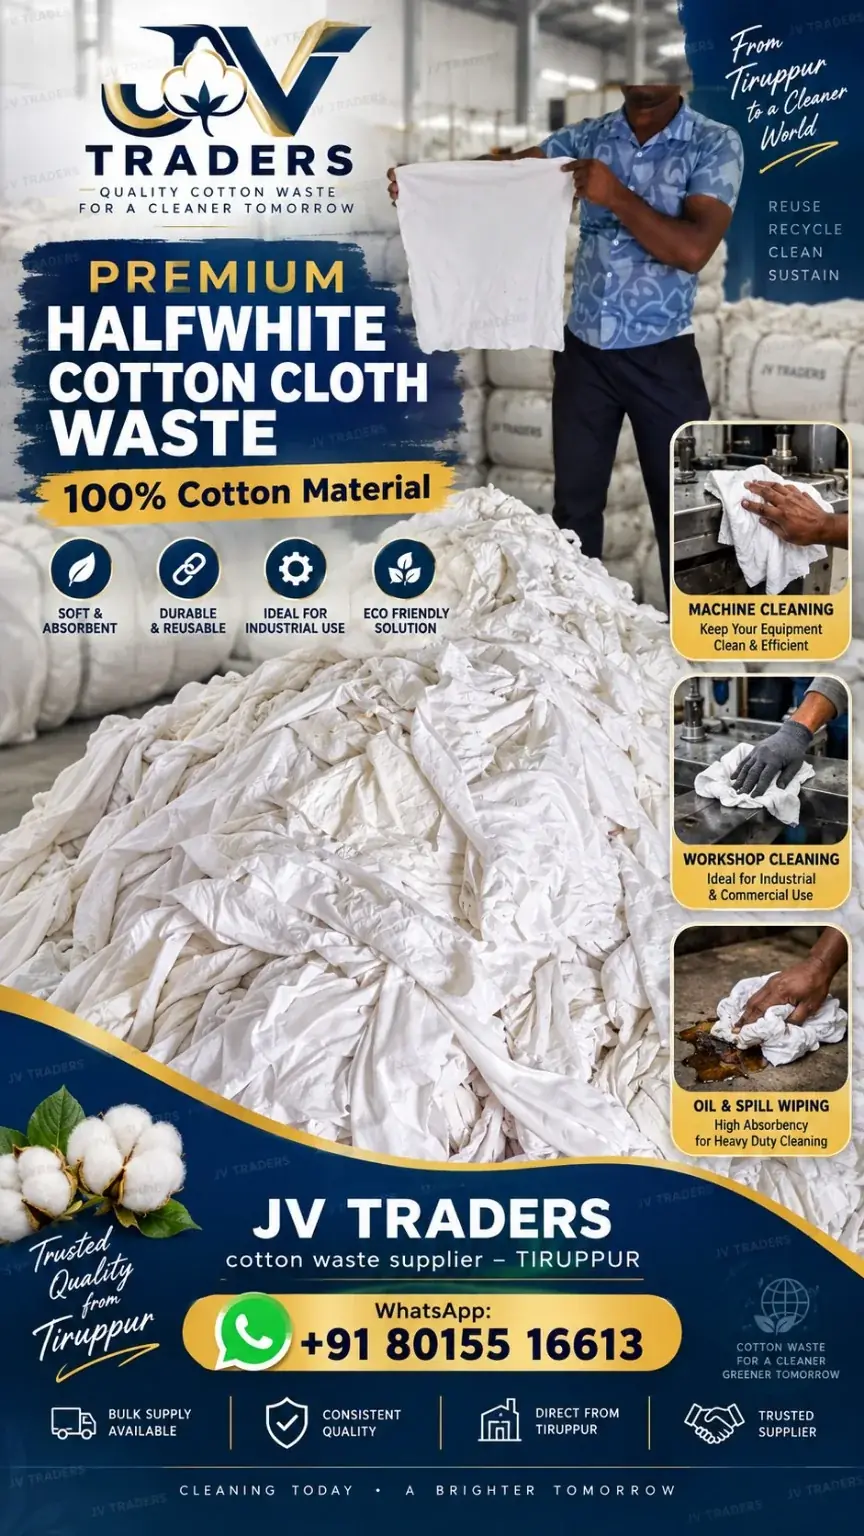 JV
TRADERS
QUALITY COTTON WASTE
FOR A CLEANER TOMORROW
From
Tiruppur
to a Cleaner
World
REUSE
RECYCLE
CLEAN
SUSTAIN
PREMIUM
HALFWHITE
COTTON CLOTH
WASTE
100% Cotton Material
SOFT &
ABSORBENT
DURABLE
& REUSABLE
IDEAL FOR
INDUSTRIAL USE
ECO FRIENDLY
SOLUTION
JV TRADERS
JV TRADERS
MACHINE CLEANING
Keep Your Equipment
Clean & Efficient
WORKSHOP CLEANING
Ideal for Industrial
& Commercial Use
OIL & SPILL WIPING
High Absorbency
for Heavy Duty Cleaning
Trusted
Quality
from
Tiruppur
JV TRADERS
cotton waste supplier – TIRUPPUR
WhatsApp:
+91 80155 16613
COTTON WASTE
FOR A CLEANER
GREENER TOMORROW
BULK SUPPLY
AVAILABLE
CONSISTENT
QUALITY
DIRECT FROM
TIRUPPUR
TRUSTED
SUPPLIER
CLEANING TODAY • A BRIGHTER TOMORROW